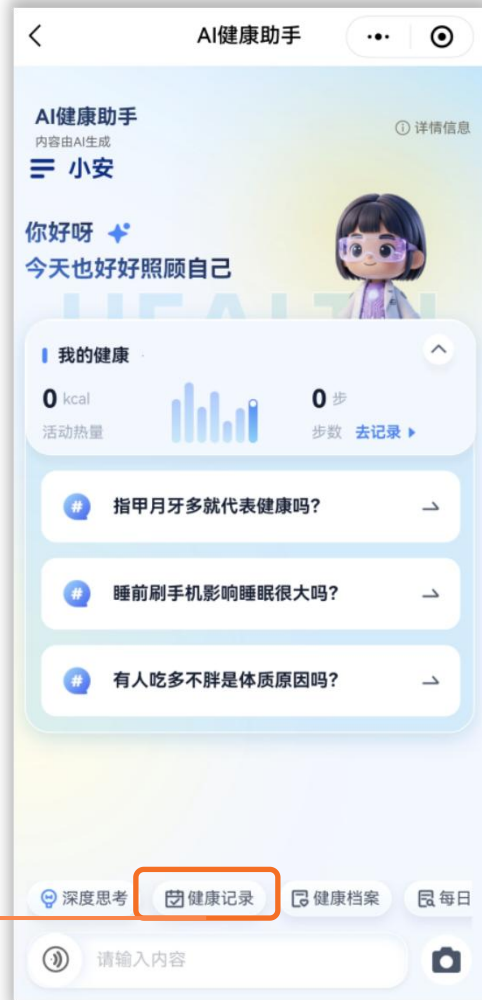 AI健康助手
AI健康助手
内容由AI生成
详情信息
小安
你好呀
今天也好好照顾自己
HEALTH
我的健康
0 kcal
0 步
活动热量
步数 去记录
# 指甲月牙多就代表健康吗?
# 睡前刷手机影响睡眠很大吗?
# 有人吃多不胖是体质原因吗?
深度思考 健康记录 健康档案 每日
请输入内容